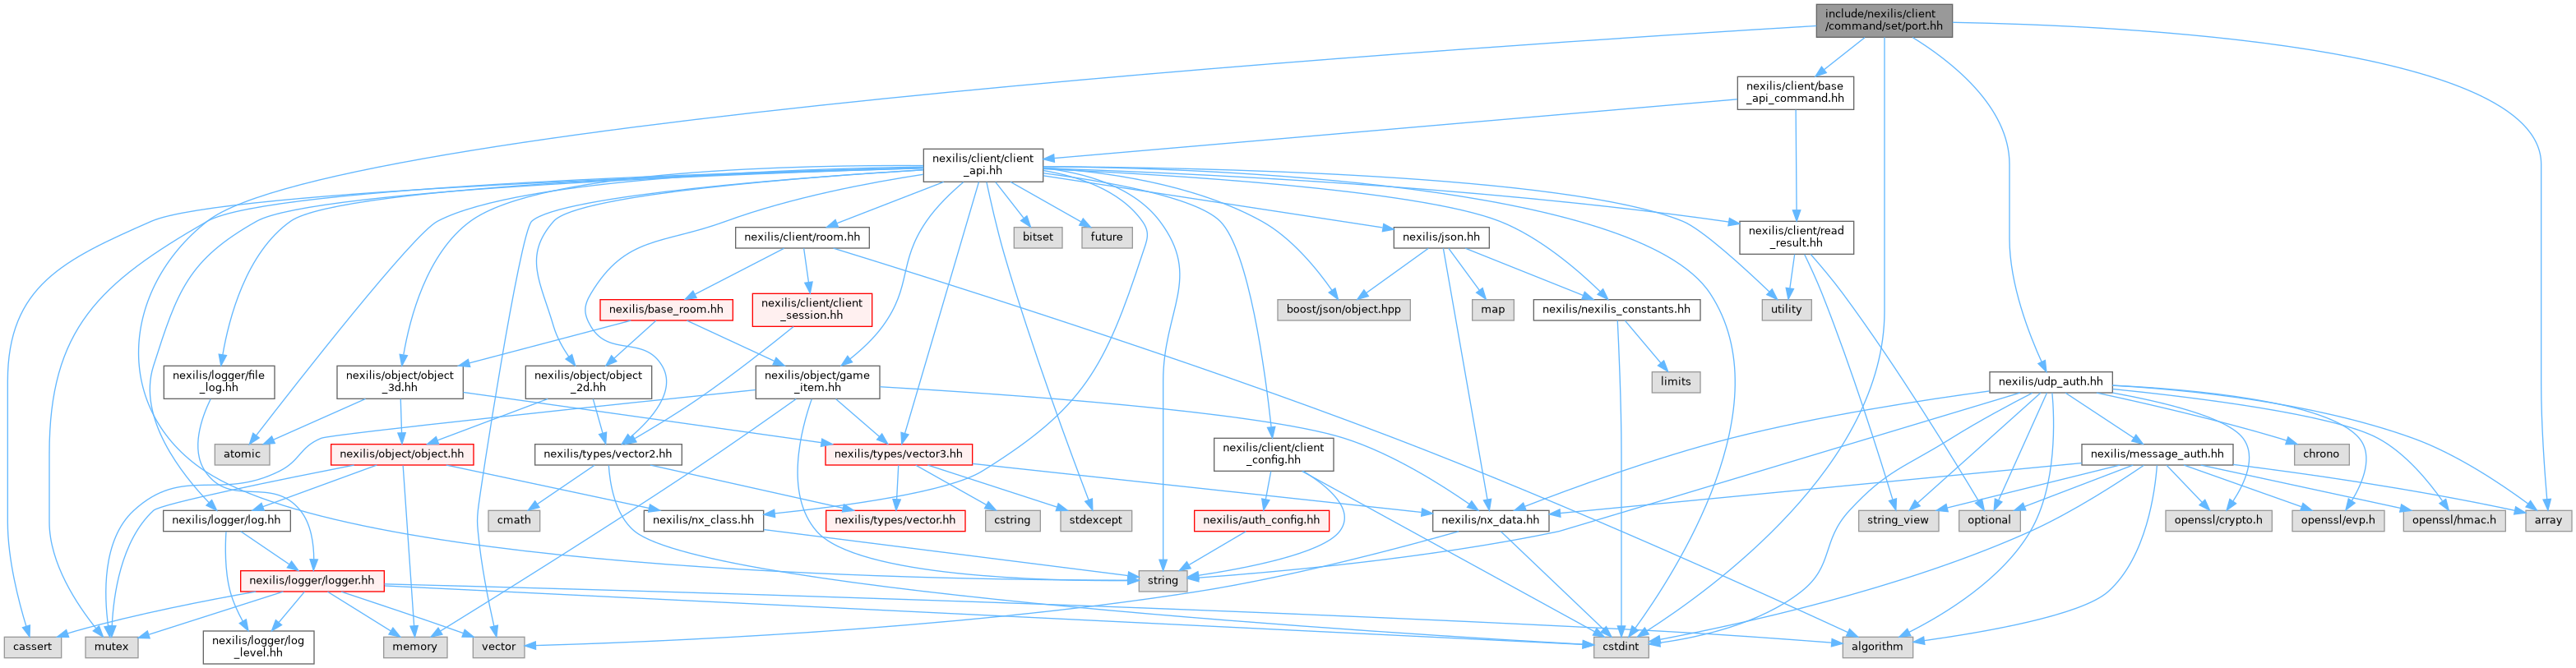 include/nexilis/client
/command/set/port.hh
nexilis/client/base
_api_command.hh
nexilis/client/client
_api.hh
nexilis/client/room.hh
bitset
future
nexilis/json.hh
nexilis/client/read
_result.hh
nexilis/base_room.hh
nexilis/client/client
_session.hh
boost/json/object.hpp
map
nexilis/nexilis_constants.hh
utility
nexilis/logger/file
_log.hh
nexilis/object/object
_3d.hh
nexilis/object/object
_2d.hh
nexilis/object/game
_item.hh
limits
nexilis/udp_auth.hh
atomic
nexilis/object/object.hh
nexilis/types/vector2.hh
nexilis/types/vector3.hh
nexilis/client/client
_config.hh
nexilis/message_auth.hh
chrono
nexilis/logger/log.hh
nexilis/nx_class.hh
cmath
nexilis/types/vector.hh
cstring
stdexcept
nexilis/auth_config.hh
nexilis/nx_data.hh
string_view
optional
openssl/crypto.h
openssl/evp.h
openssl/hmac.h
array
nexilis/logger/logger.hh
string
cassert
mutex
nexilis/logger/log
_level.hh
memory
vector
cstdint
algorithm